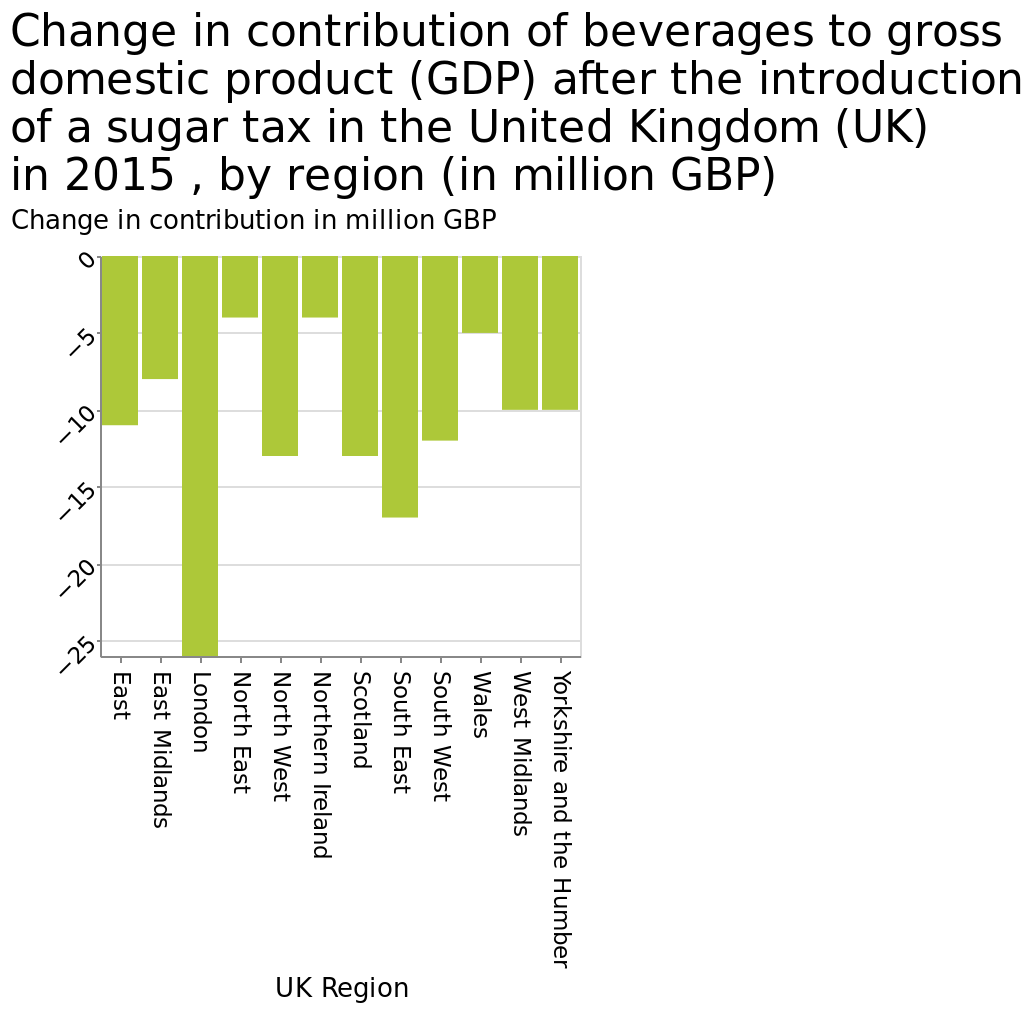 Change in contribution of beverages to gross
domestic product (GDP) after the introduction
of a sugar tax in the United Kingdom (UK)
in 2015 , by region (in million GBP)
Change in contribution in million GBP
0
−5
−10
−15
−20
−25
East
East Midlands
London
North East
North West
Northern Ireland
Scotland
South East
South West
Wales
West Midlands
Yorkshire and the Humber
UK Region